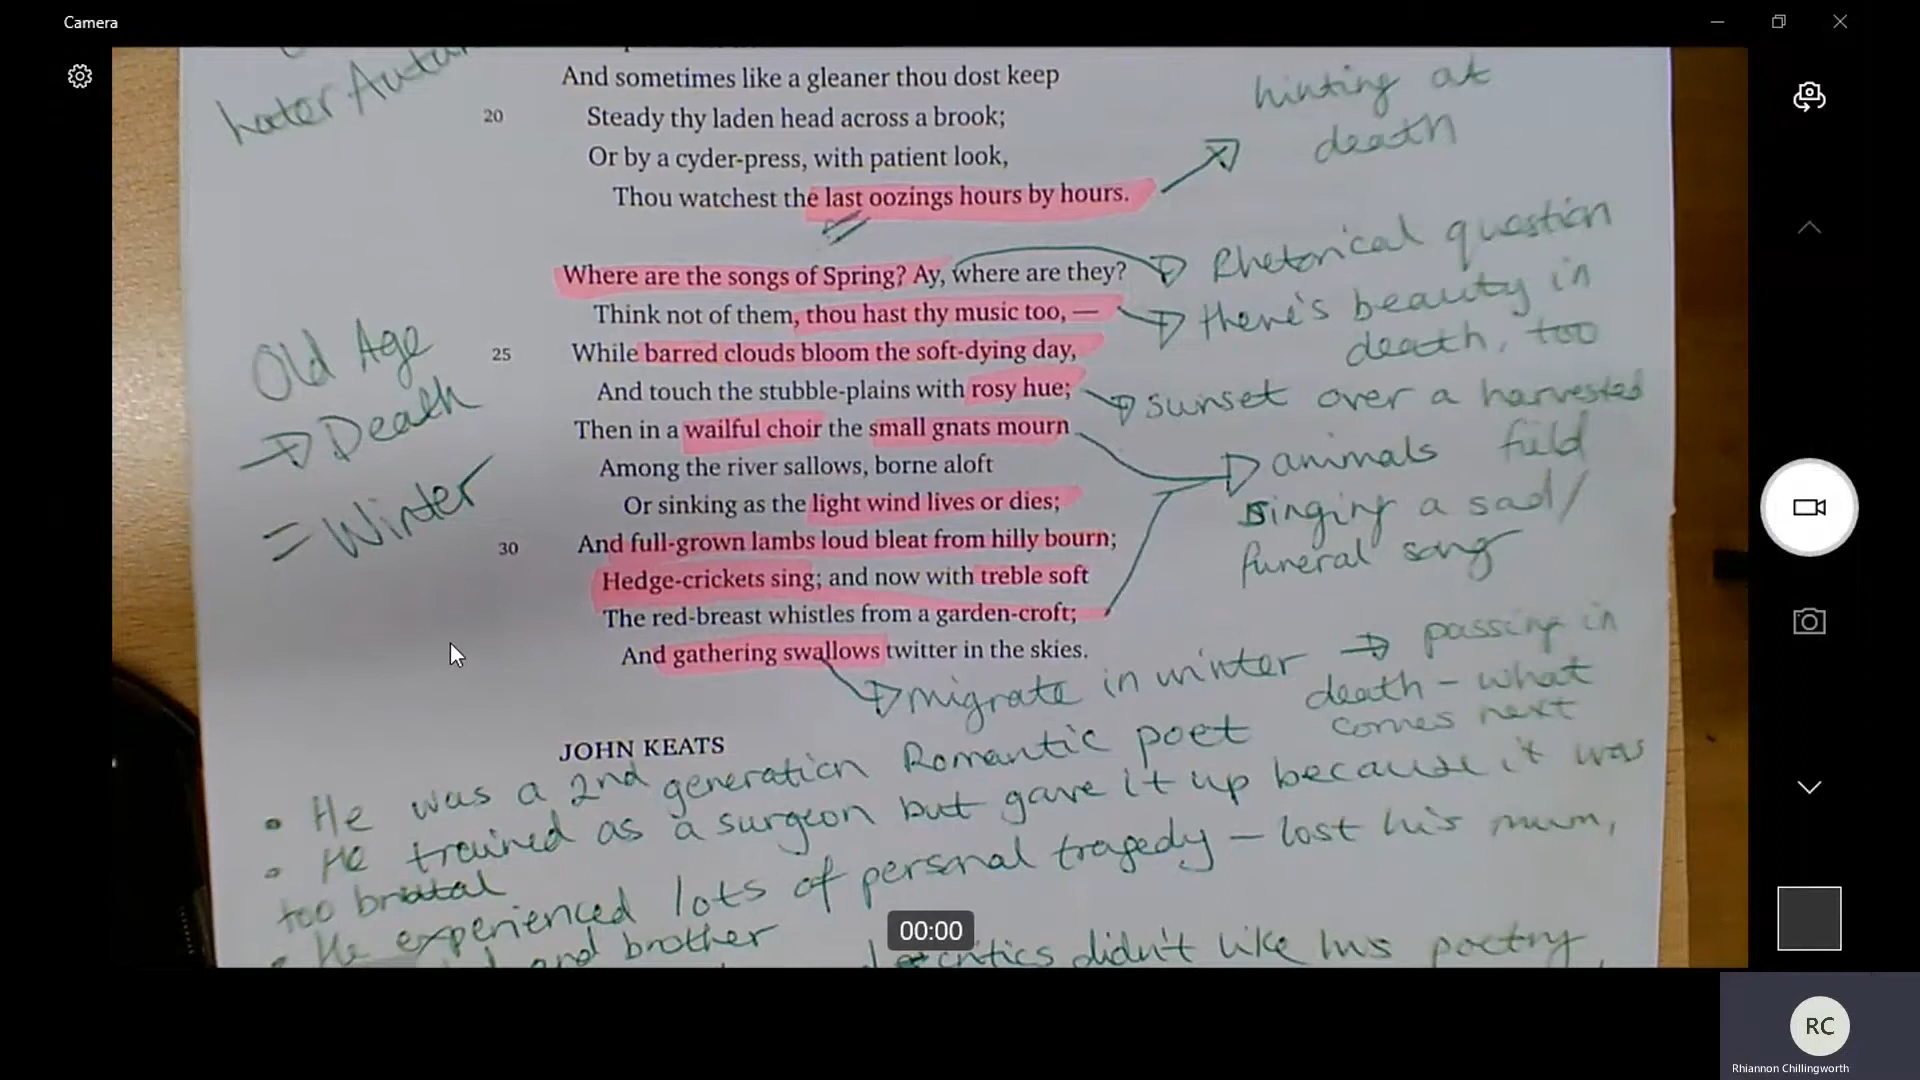 Camera
And sometimes like a gleaner thou dost keep
hinting at
later
20 Steady thy laden head across a brook;
death
Or by a cyder-press, with patient look,
Thou watchest the last oozings hours by hours.
Where are the songs of Spring? Ay, where are they?
Rhetorical question
Think not of them, thou hast thy music too, —
there's beauty in
death, too
25 While barred clouds bloom the soft-dying day,
Old Age
→ Death
= Winter
And touch the stubble-plains with rosy hue;
sunset over a harvested
field
Then in a wailful choir the small gnats mourn
animals
singing a sad/
funeral song
Among the river sallows, borne aloft
Or sinking as the light wind lives or dies;
30 And full-grown lambs loud bleat from hilly bourn;
Hedge-crickets sing; and now with treble soft
The red-breast whistles from a garden-croft;
And gathering swallows twitter in the skies.
migrate in winter → passing in
death - what
comes next
JOHN KEATS
• He was a 2nd generation Romantic poet
• He trained as a surgeon but gave it up because it was
too brutal
• He experienced lots of personal tragedy - lost his mum,
and brother
critics didn't like his poetry,
00:00
RC
Rhiannon Chillingworth